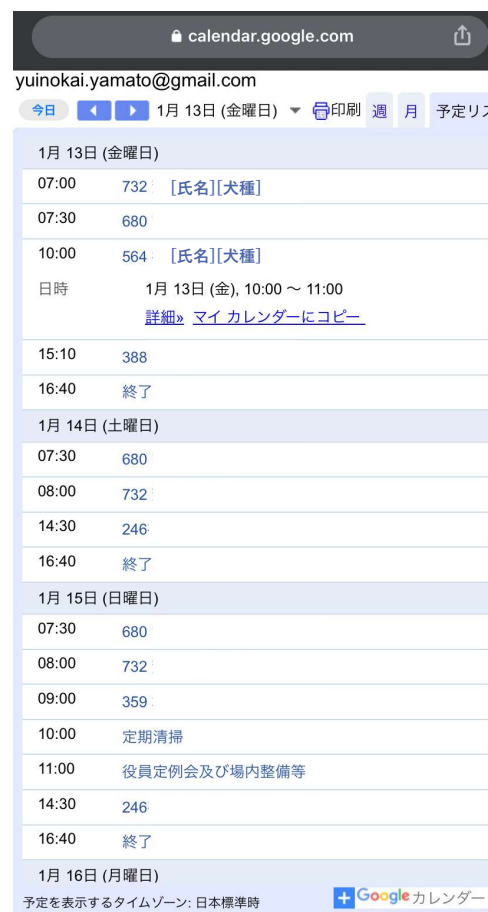 calendar.google.com
yuinokai.yamato@gmail.com
今日 1月 13日 (金曜日) 印刷 週 月 予定リス
1月 13日 (金曜日)
07:00 732 [氏名][犬種]
07:30 680
10:00 564 [氏名][犬種]
日時 1月 13日 (金), 10:00 ～ 11:00
詳細» マイ カレンダーにコピー
15:10 388
16:40 終了
1月 14日 (土曜日)
07:30 680
08:00 732
14:30 246
16:40 終了
1月 15日 (日曜日)
07:30 680
08:00 732
09:00 359
10:00 定期清掃
11:00 役員定例会及び場内整備等
14:30 246
16:40 終了
1月 16日 (月曜日)
予定を表示するタイムゾーン: 日本標準時 Google カレンダー